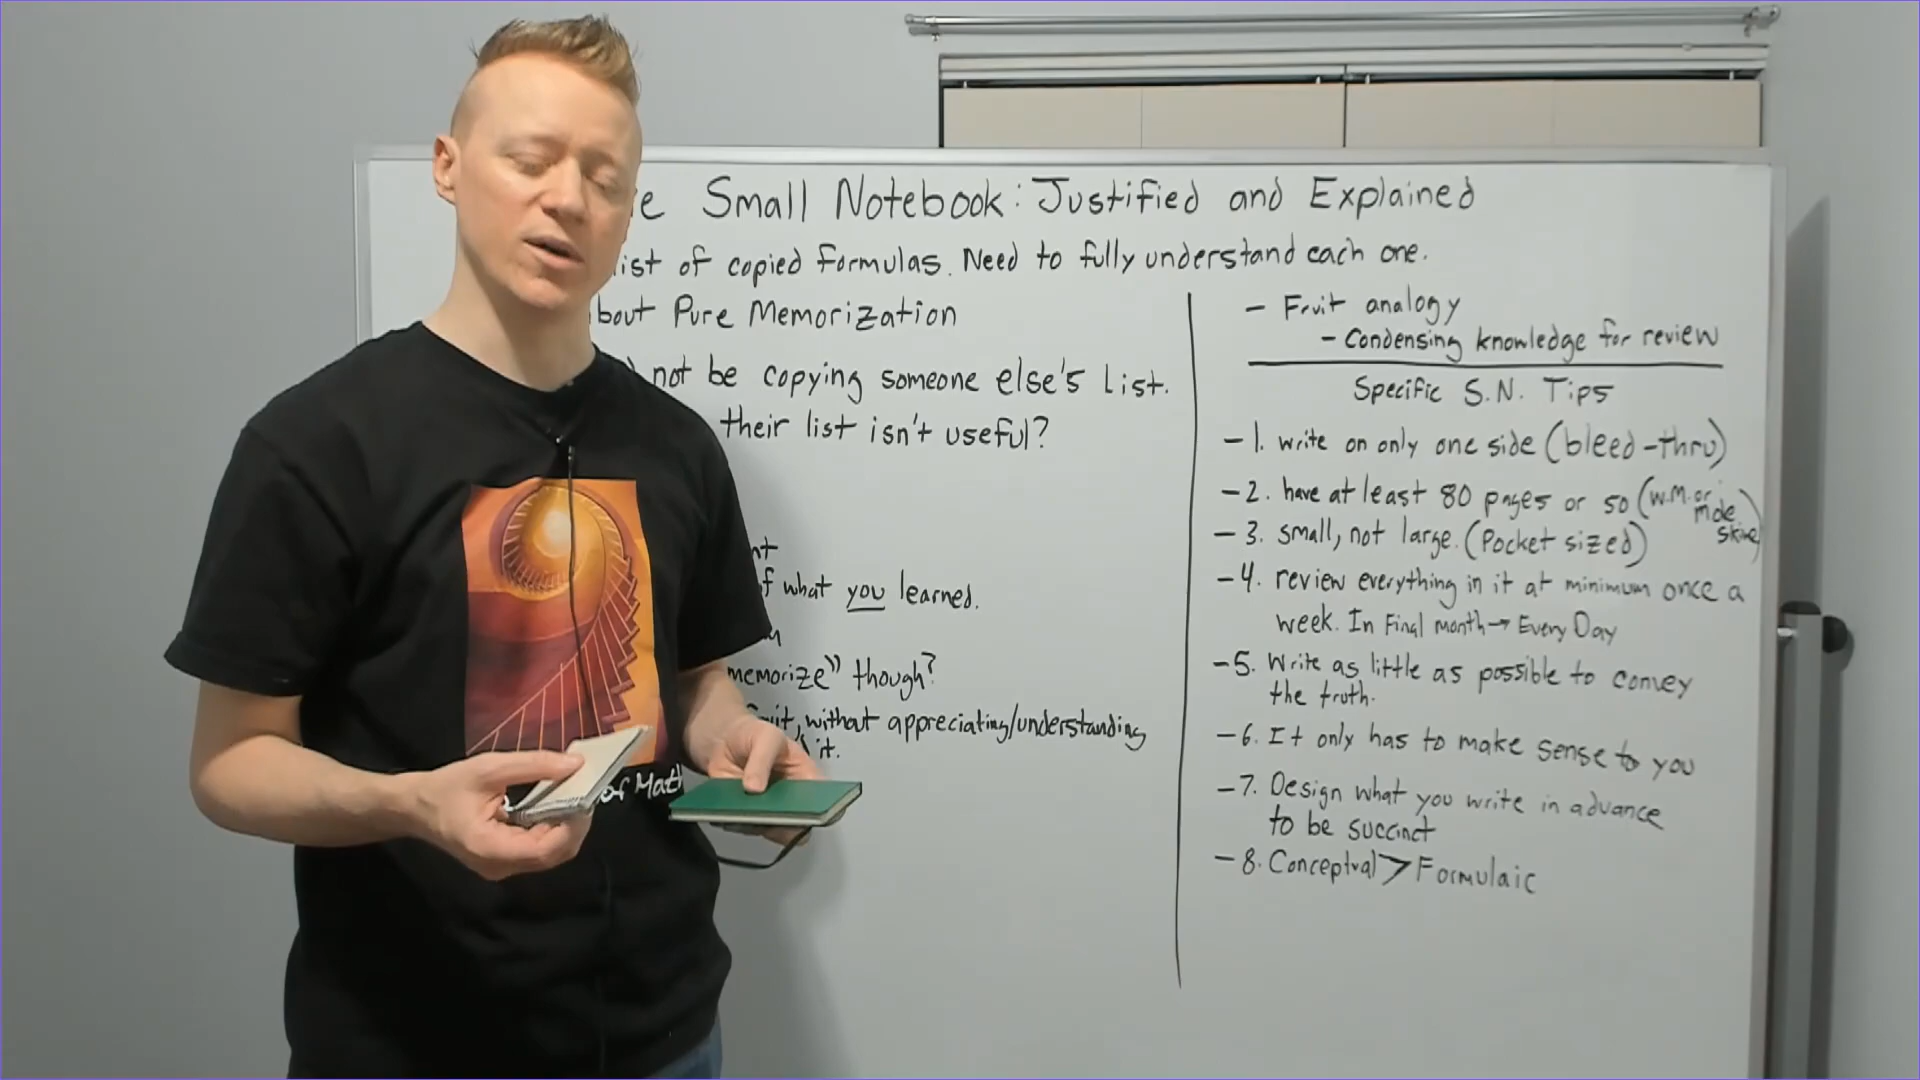 Small Notebook: Justified and Explained
of copied formulas. Need to fully understand each one.
Pure Memorization
not be copying someone else's list.
their list isn't useful?
of what you learned.
memorize" though?
without appreciating/understanding
it.
- Fruit analogy
- Condensing knowledge for review
Specific S.N. Tips
- 1. write on only one side (bleed-thru)
- 2. have at least 80 pages or 50 (W.M. or mole skine)
- 3. small, not large. (Pocket sized)
- 4. review everything in it at minimum once a
week. In Final month → Every Day
- 5. Write as little as possible to convey
the truth.
- 6. It only has to make sense to you
- 7. Design what you write in advance
to be succinct
- 8. Conceptual > Formulaic
of Math